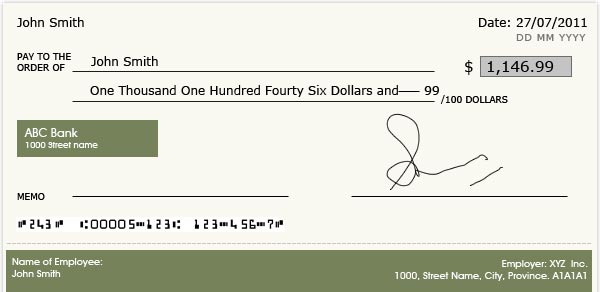 John Smith
Date: 27/07/2011
DD MM YYYY
PAY TO THE
ORDER OF John Smith $ 1,146.99
One Thousand One Hundred Fourty Six Dollars and—— 99 /100 DOLLARS
ABC Bank
1000 Street name
MEMO
⑈243⑈ ⑆00005⑉123⑆ 123⑉456⑉7⑈
Name of Employee:
John Smith
Employer: XYZ Inc.
1000, Street Name, City, Province. A1A1A1